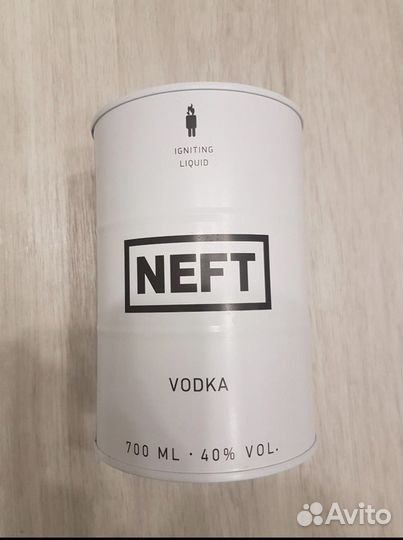 IGNITING
LIQUID
NEFT
VODKA
700 ML · 40% VOL.
Avito